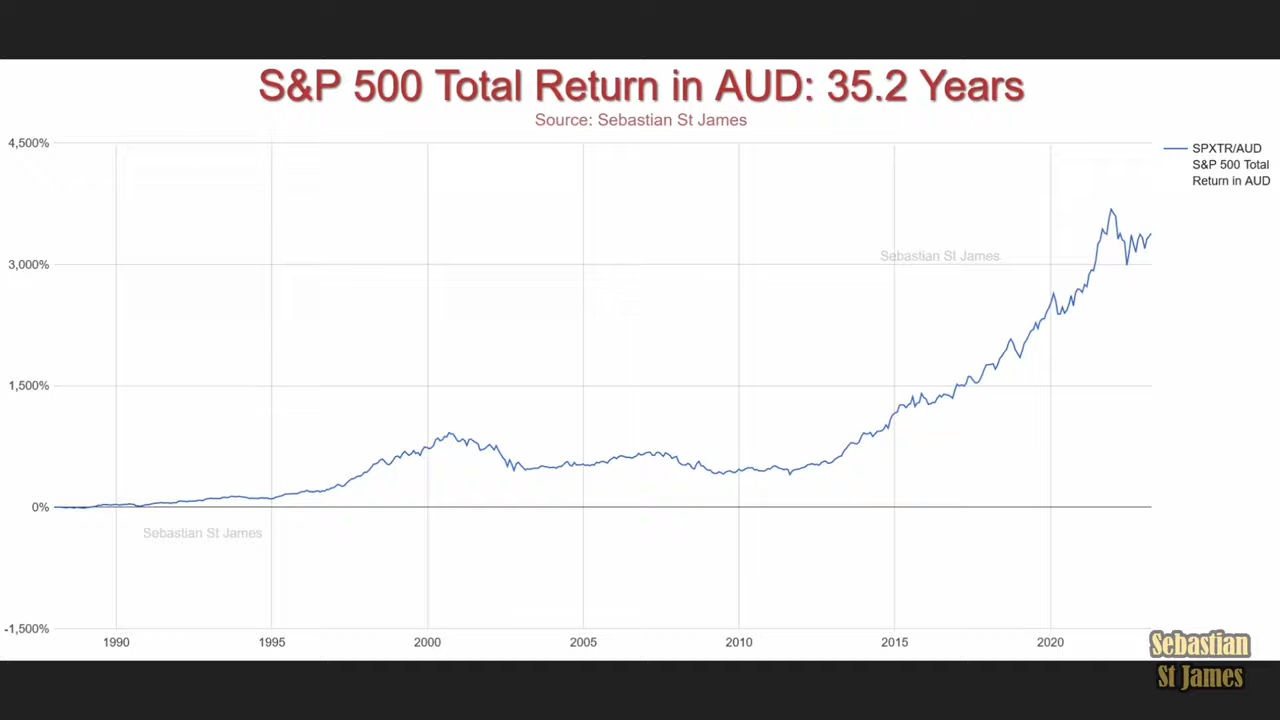 S&P 500 Total Return in AUD: 35.2 Years
Source: Sebastian St James
4,500%
SPXTR/AUD
S&P 500 Total
Return in AUD
Sebastian St James
3,000%
1,500%
0%
Sebastian St James
-1,500%
1990 1995 2000 2005 2010 2015 2020
Sebastian
St James